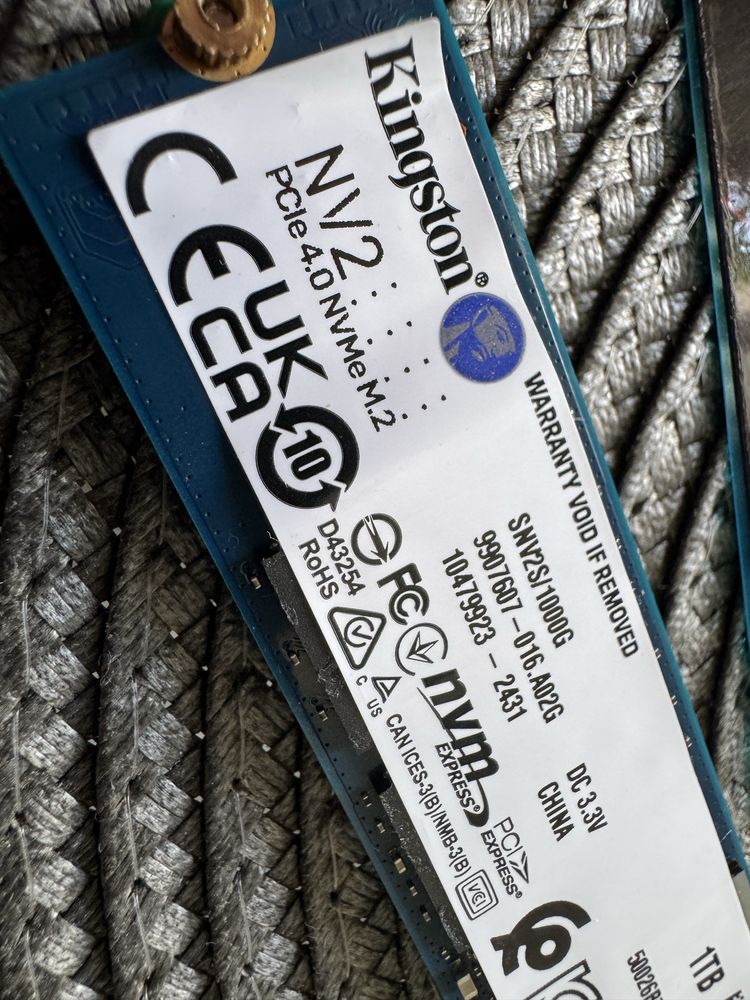 Kingston®
NV2
PCIe 4.0 NVMe M.2
CE
UK
CA
10
WARRANTY VOID IF REMOVED
SNV2S/1000G
9907607-016.A02G
10479923 - 2431
DC 3.3V
CHINA
D43254
RoHS
FC
C US
CAN ICES-3(B)/NMB-3(B)
VCI
nvm
EXPRESS®
PCI
EXPRESS®
1TB